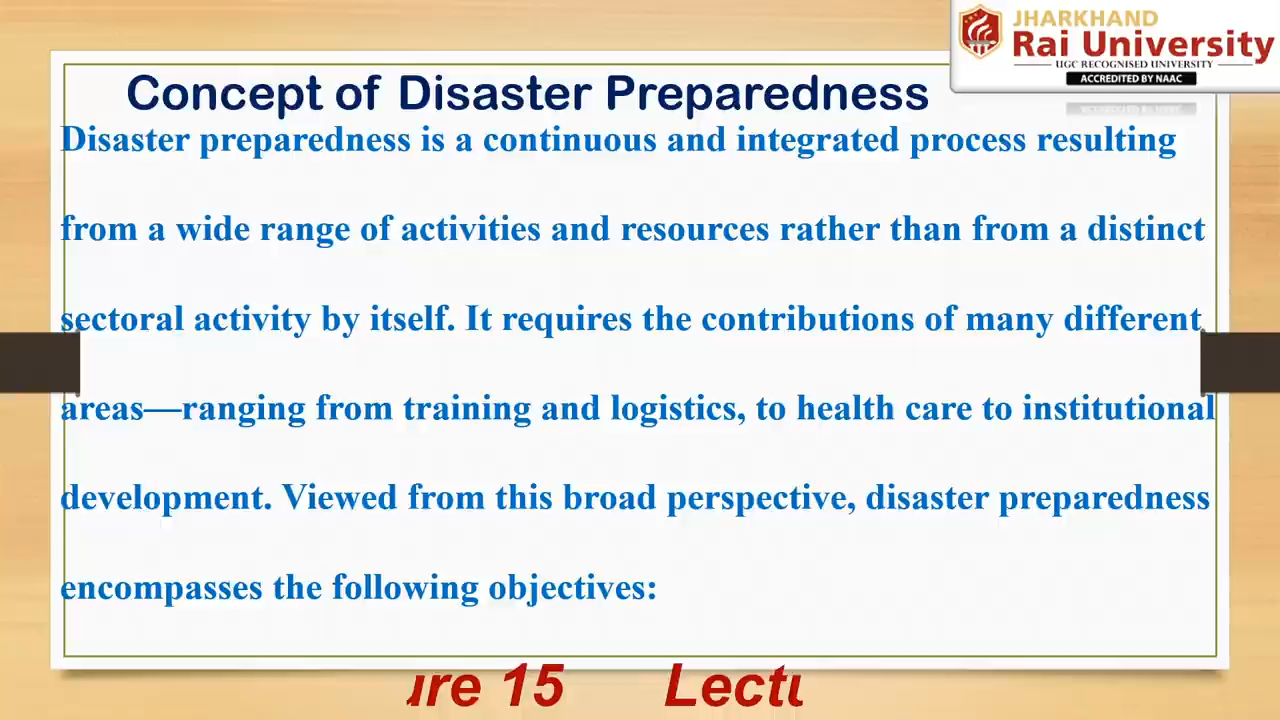 JHARKHAND
Rai University
UGC RECOGNISED UNIVERSITY
ACCREDITED BY NAAC
Concept of Disaster Preparedness
Disaster preparedness is a continuous and integrated process resulting
from a wide range of activities and resources rather than from a distinct
sectoral activity by itself. It requires the contributions of many different
areas—ranging from training and logistics, to health care to institutional
development. Viewed from this broad perspective, disaster preparedness
encompasses the following objectives:
ure 15 Lectu